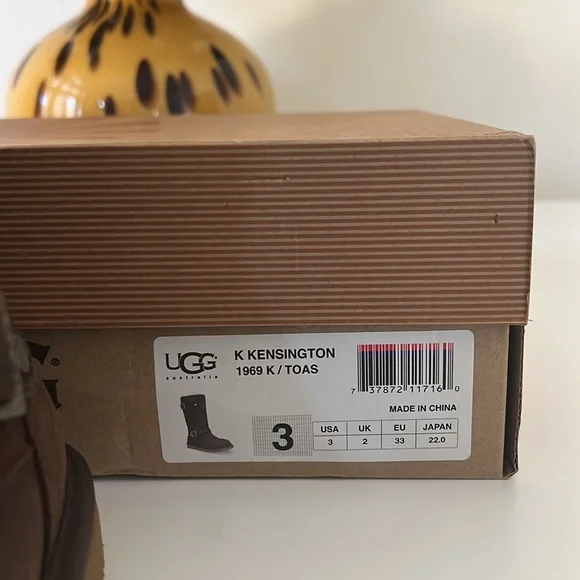 UGG
australia
K KENSINGTON
1969 K / TOAS
7 37872 11716 0
MADE IN CHINA
3
USA UK EU JAPAN
3 2 33 22.0
®